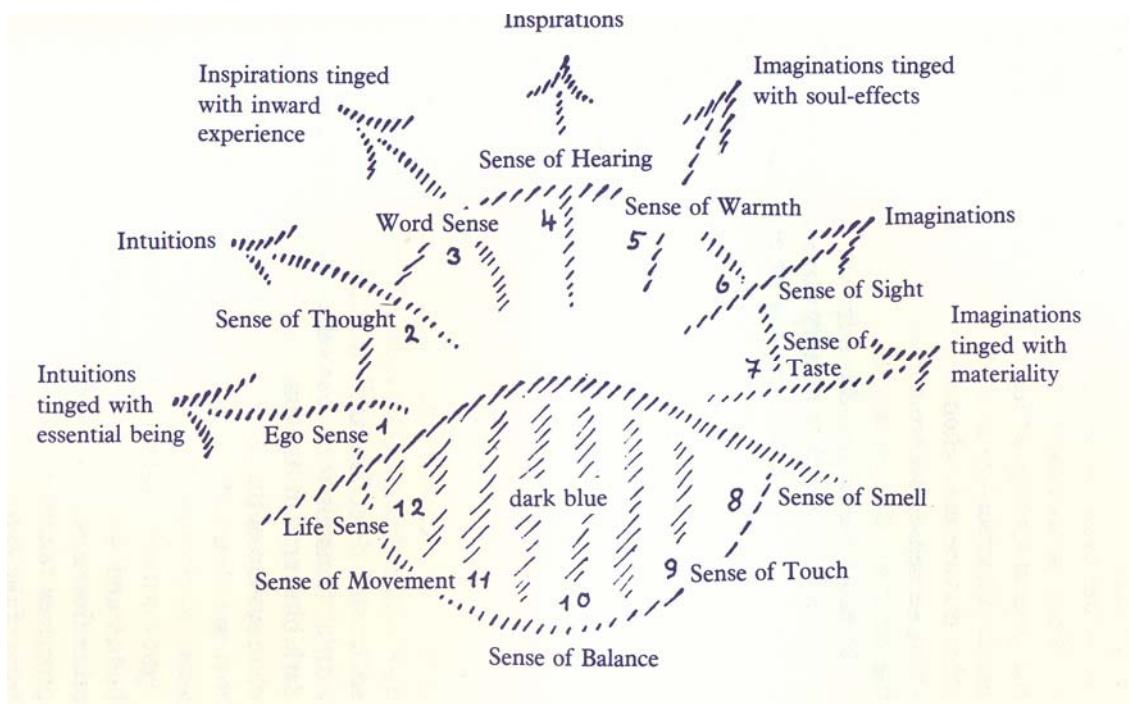 Inspirations
Inspirations tinged
with inward
experience
Imaginations tinged
with soul-effects
Sense of Hearing
Word Sense
3
4
Sense of Warmth
5
Imaginations
Intuitions
6
Sense of Sight
Sense of Thought
2
Sense of
Taste
7
Imaginations
tinged with
materiality
Intuitions
tinged with
essential being
Ego Sense
1
Life Sense
12
dark blue
8
Sense of Smell
Sense of Movement
11
9
Sense of Touch
10
Sense of Balance